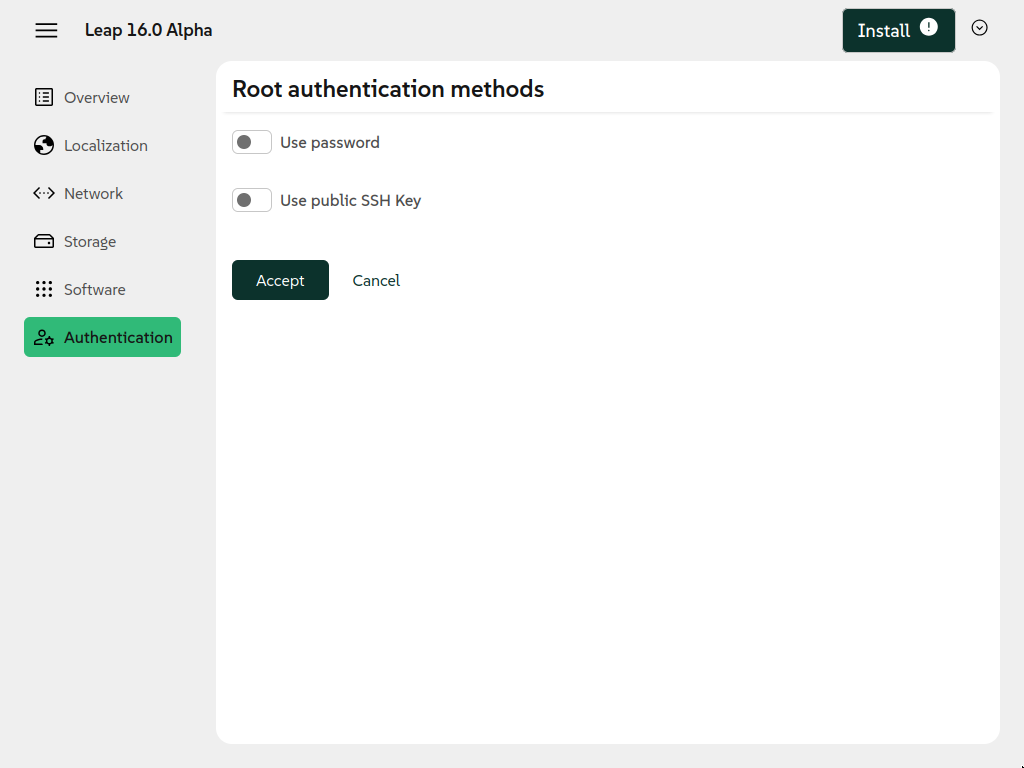 Leap 16.0 Alpha
Install !
Overview
Localization
Network
Storage
Software
Authentication
Root authentication methods
Use password
Use public SSH Key
Accept Cancel